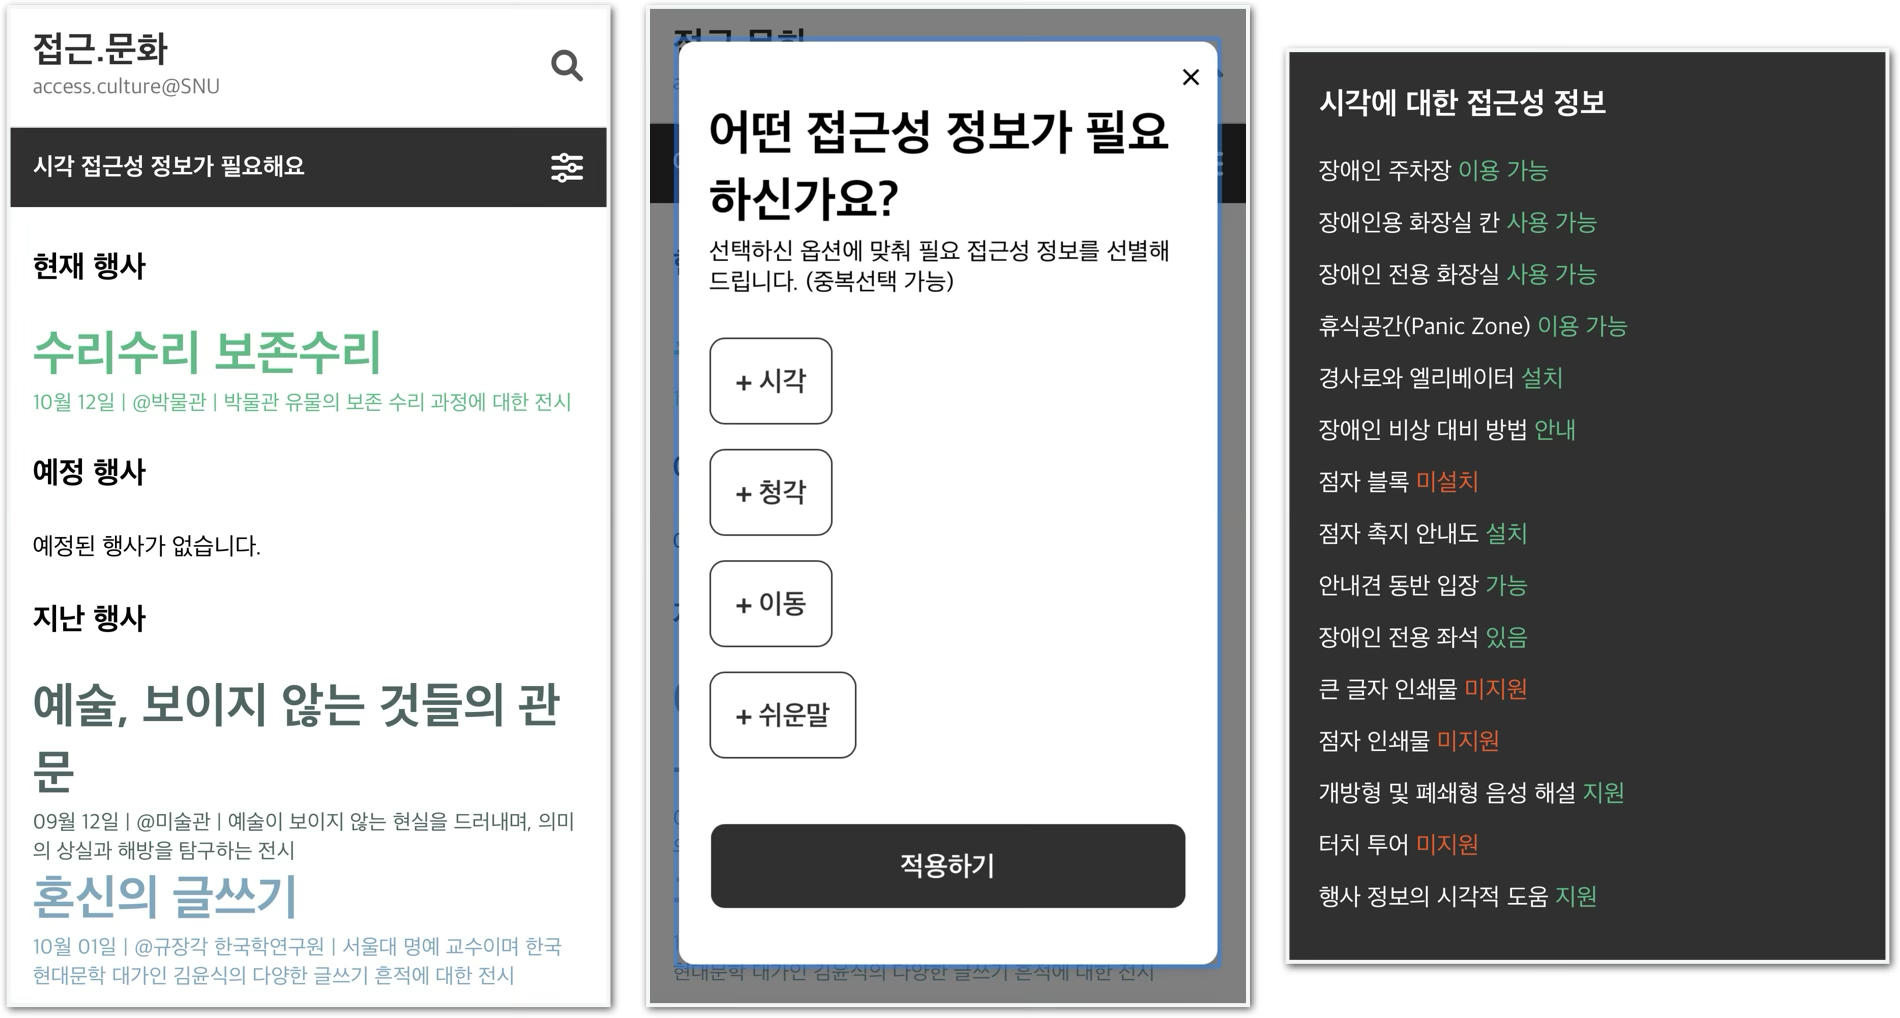 접근.문화
access.culture@SNU
시각 접근성 정보가 필요해요
현재 행사
수리수리 보존수리
10월 12일 | @박물관 | 박물관 유물의 보존 수리 과정에 대한 전시
예정 행사
예정된 행사가 없습니다.
지난 행사
예술, 보이지 않는 것들의 관
문
09월 12일 | @미술관 | 예술이 보이지 않는 현실을 드러내며, 의미
의 상실과 해방을 탐구하는 전시
혼신의 글쓰기
10월 01일 | @규장각 한국학연구원 | 서울대 명예 교수이며 한국
현대문학 대가인 김윤식의 다양한 글쓰기 흔적에 대한 전시
어떤 접근성 정보가 필요
하신가요?
선택하신 옵션에 맞춰 필요 접근성 정보를 선별해
드립니다. (중복선택 가능)
+ 시각
+ 청각
+ 이동
+ 쉬운말
적용하기
현대문학 대가인 김윤식의 다양한 글쓰기 흔적에 대한 전시
시각에 대한 접근성 정보
장애인 주차장 이용 가능
장애인용 화장실 칸 사용 가능
장애인 전용 화장실 사용 가능
휴식공간(Panic Zone) 이용 가능
경사로와 엘리베이터 설치
장애인 비상 대비 방법 안내
점자 블록 미설치
점자 촉지 안내도 설치
안내견 동반 입장 가능
장애인 전용 좌석 있음
큰 글자 인쇄물 미지원
점자 인쇄물 미지원
개방형 및 폐쇄형 음성 해설 지원
터치 투어 미지원
행사 정보의 시각적 도움 지원